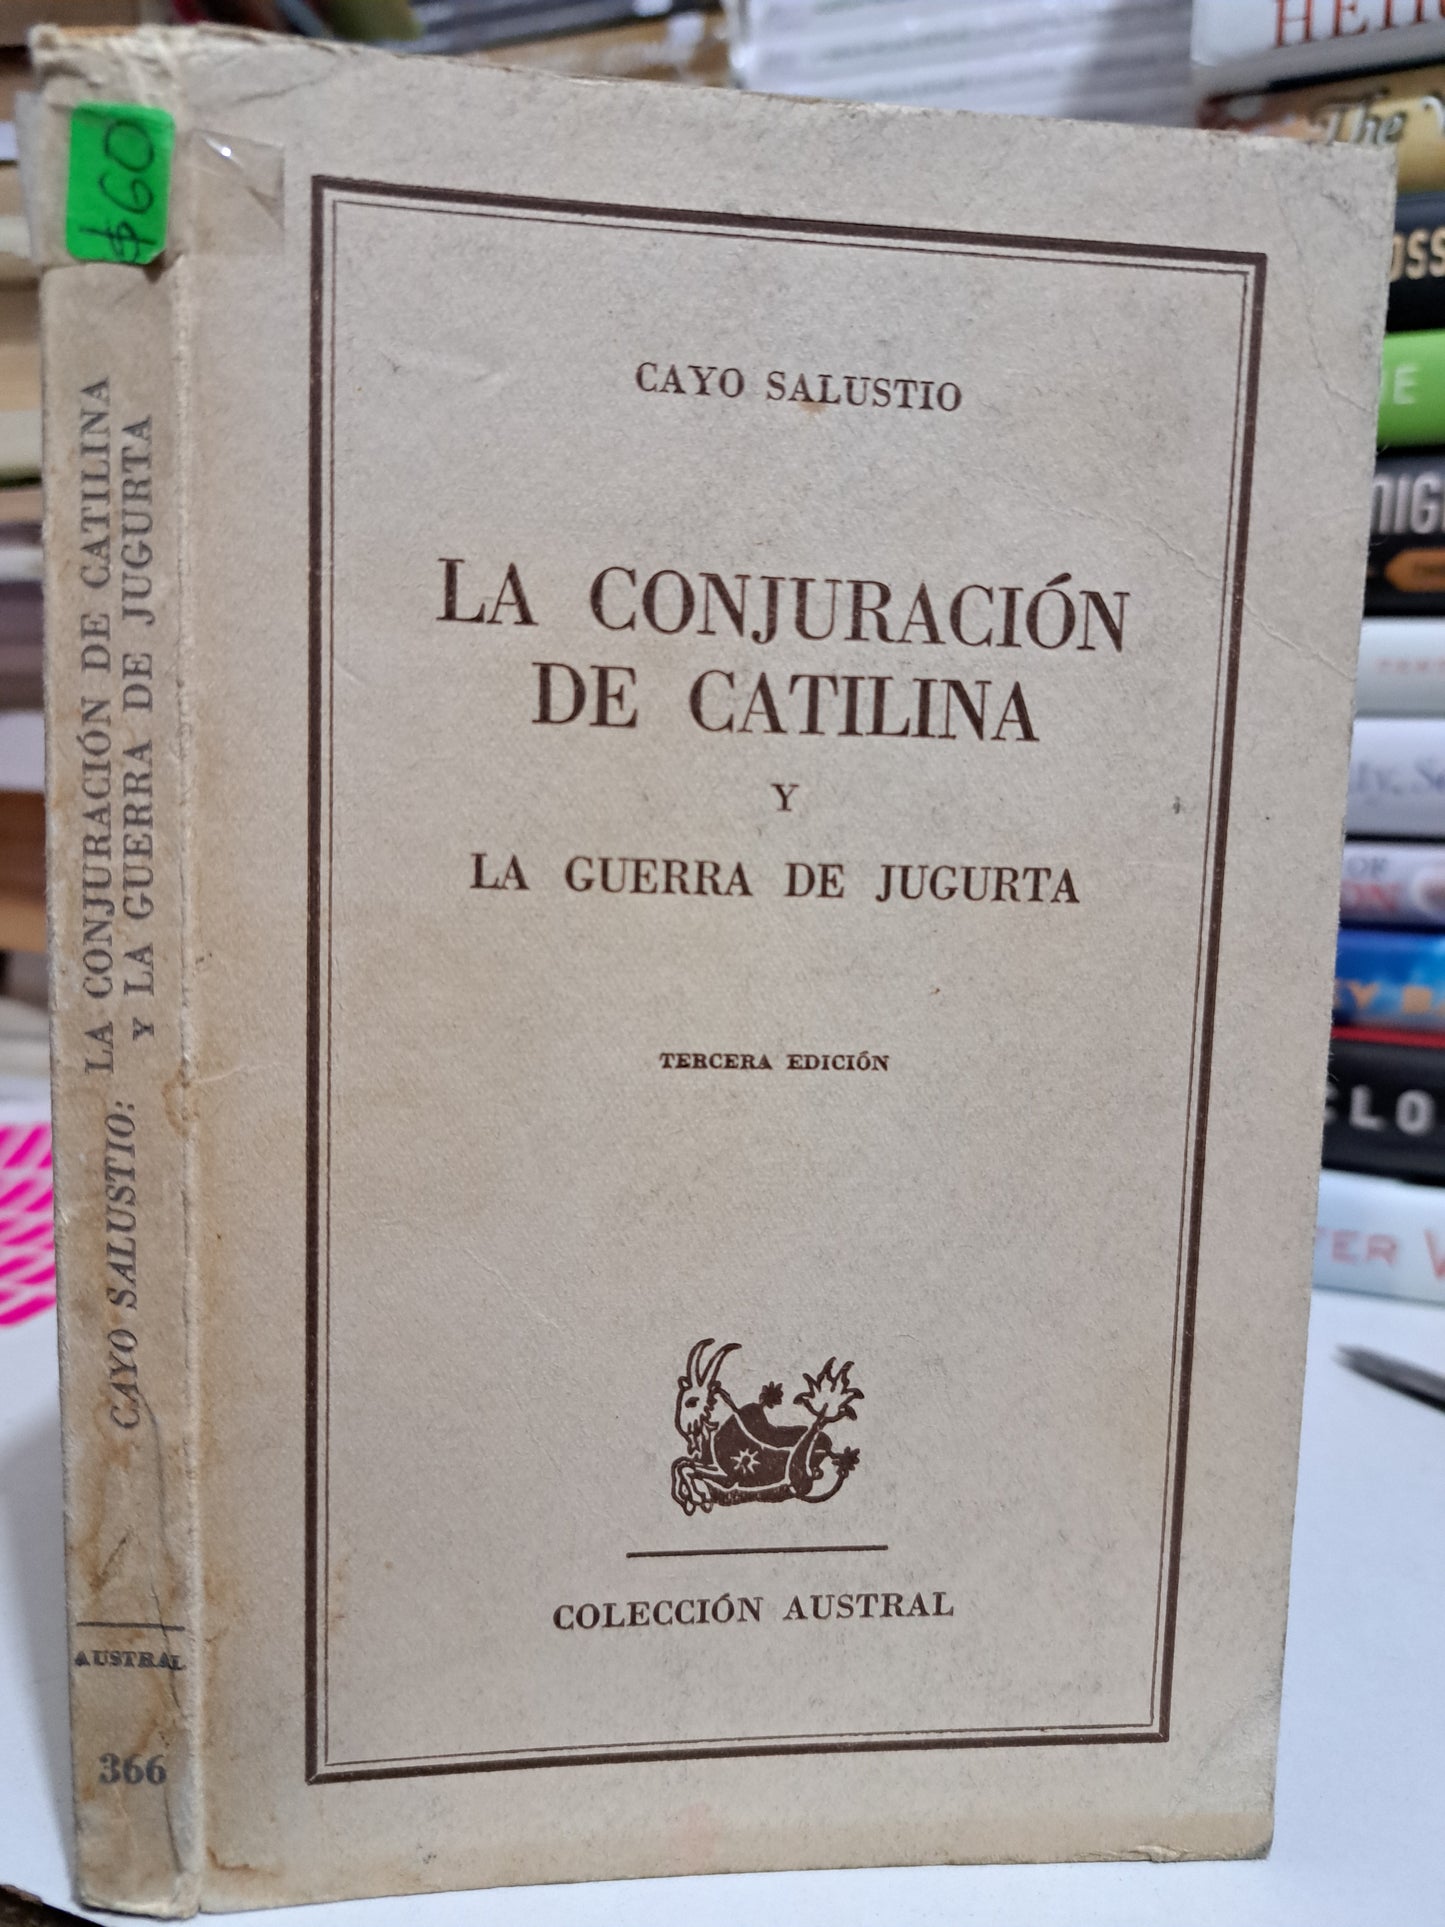 $60
CAYO SALUSTIO: LA CONJURACIÓN DE CATILINA
Y LA GUERRA DE JUGURTA
AUSTRAL
366
CAYO SALUSTIO
LA CONJURACIÓN
DE CATILINA
Y
LA GUERRA DE JUGURTA
TERCERA EDICIÓN
COLECCIÓN AUSTRAL
The